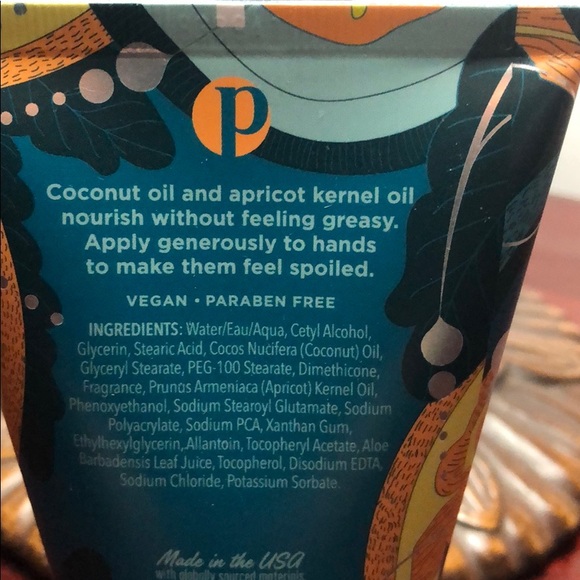 p
Coconut oil and apricot kernel oil
nourish without feeling greasy.
Apply generously to hands
to make them feel spoiled.
VEGAN • PARABEN FREE
INGREDIENTS: Water/Eau/Aqua, Cetyl Alcohol,
Glycerin, Stearic Acid, Cocos Nucifera (Coconut) Oil,
Glyceryl Stearate, PEG-100 Stearate, Dimethicone,
Fragrance, Prunus Armeniaca (Apricot) Kernel Oil,
Phenoxyethanol, Sodium Stearoyl Glutamate, Sodium
Polyacrylate, Sodium PCA, Xanthan Gum,
Ethylhexylglycerin, Allantoin, Tocopheryl Acetate, Aloe
Barbadensis Leaf Juice, Tocopherol, Disodium EDTA,
Sodium Chloride, Potassium Sorbate.
Made in the USA
with globally sourced materials